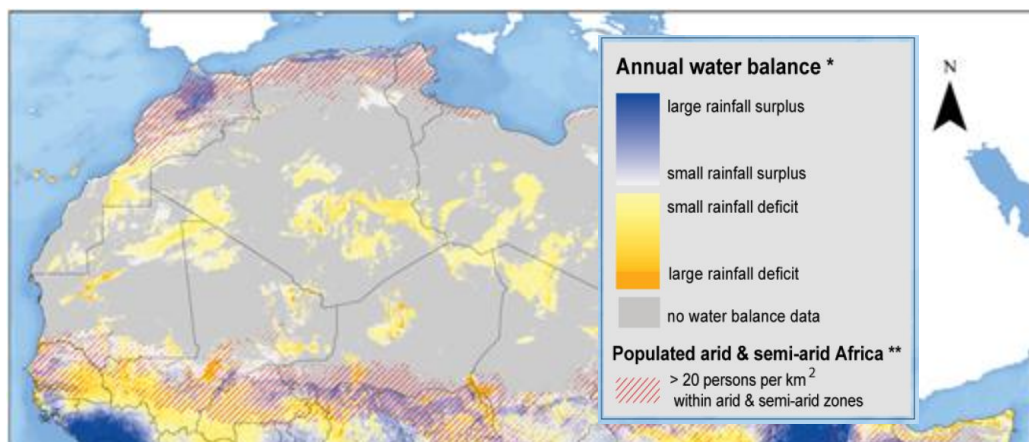 Annual water balance *
large rainfall surplus
small rainfall surplus
small rainfall deficit
large rainfall deficit
no water balance data
Populated arid & semi-arid Africa **
> 20 persons per km2
within arid & semi-arid zones
N